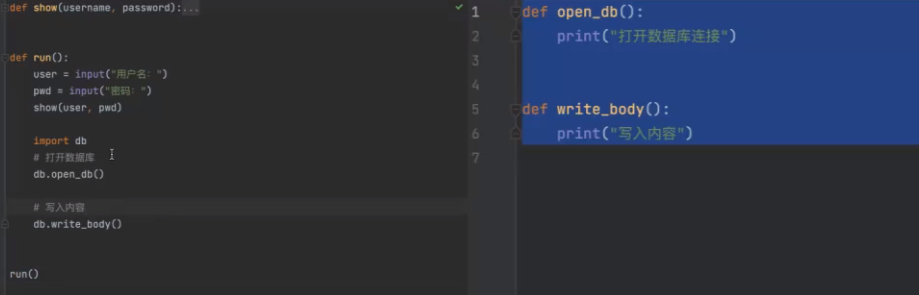 def show(username, password):...
def run():
user = input("用户名: ")
pwd = input("密码: ")
show(user, pwd)
import db
# 打开数据库
db.open_db()
# 写入内容
db.write_body()
run()
1 def open_db():
2 print("打开数据库连接")
3
4
5 def write_body():
6 print("写入内容")
7